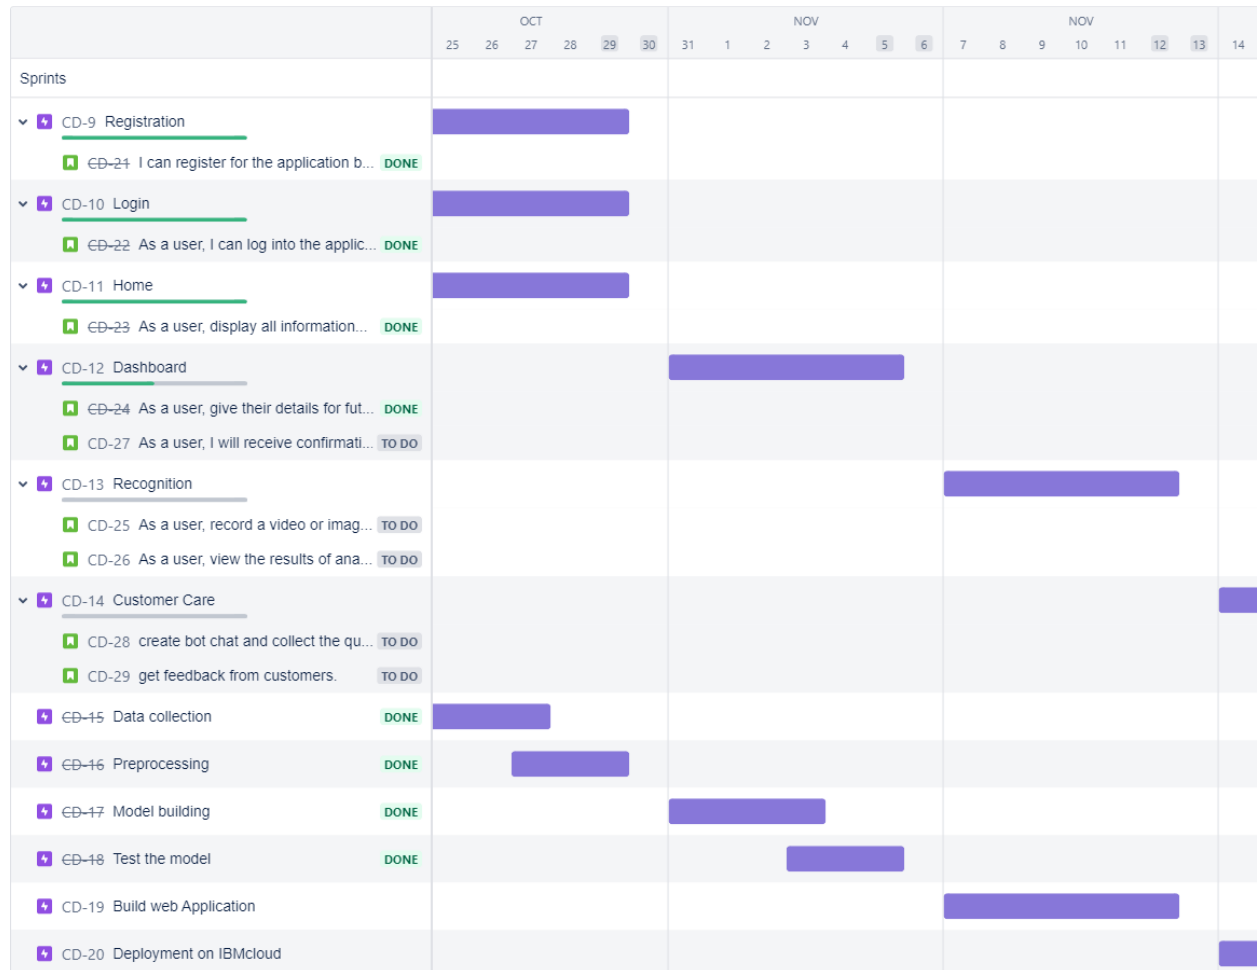 OCT NOV NOV
25 26 27 28 29 30 31 1 2 3 4 5 6 7 8 9 10 11 12 13 14
Sprints
CD-9 Registration
CD-21 I can register for the application b... DONE
CD-10 Login
CD-22 As a user, I can log into the applic... DONE
CD-11 Home
CD-23 As a user, display all information... DONE
CD-12 Dashboard
CD-24 As a user, give their details for fut... DONE
CD-27 As a user, I will receive confirmati... TO DO
CD-13 Recognition
CD-25 As a user, record a video or imag... TO DO
CD-26 As a user, view the results of ana... TO DO
CD-14 Customer Care
CD-28 create bot chat and collect the qu... TO DO
CD-29 get feedback from customers. TO DO
CD-15 Data collection DONE
CD-16 Preprocessing DONE
CD-17 Model building DONE
CD-18 Test the model DONE
CD-19 Build web Application
CD-20 Deployment on IBMcloud